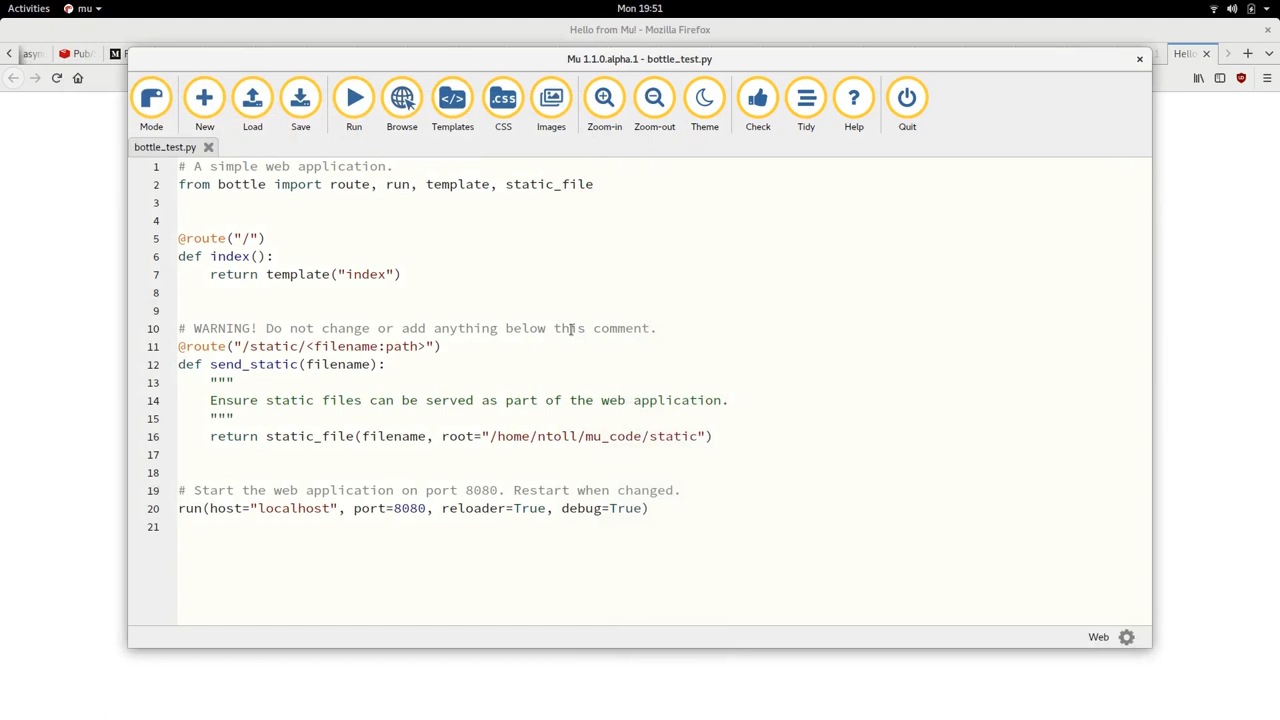 Activities mu Mon 19:51
Hello from Mu! - Mozilla Firefox
async Pub/ Hello
Mu 1.1.0.alpha.1 - bottle_test.py
Mode New Load Save Run Browse Templates CSS Images Zoom-in Zoom-out Theme Check Tidy Help Quit
bottle_test.py
1 # A simple web application.
2 from bottle import route, run, template, static_file
3
4
5 @route("/")
6 def index():
7 return template("index")
8
9
10 # WARNING! Do not change or add anything below this comment.
11 @route("/static/<filename:path>")
12 def send_static(filename):
13 """
14 Ensure static files can be served as part of the web application.
15 """
16 return static_file(filename, root="/home/ntoll/mu_code/static")
17
18
19 # Start the web application on port 8080. Restart when changed.
20 run(host="localhost", port=8080, reloader=True, debug=True)
21
Web